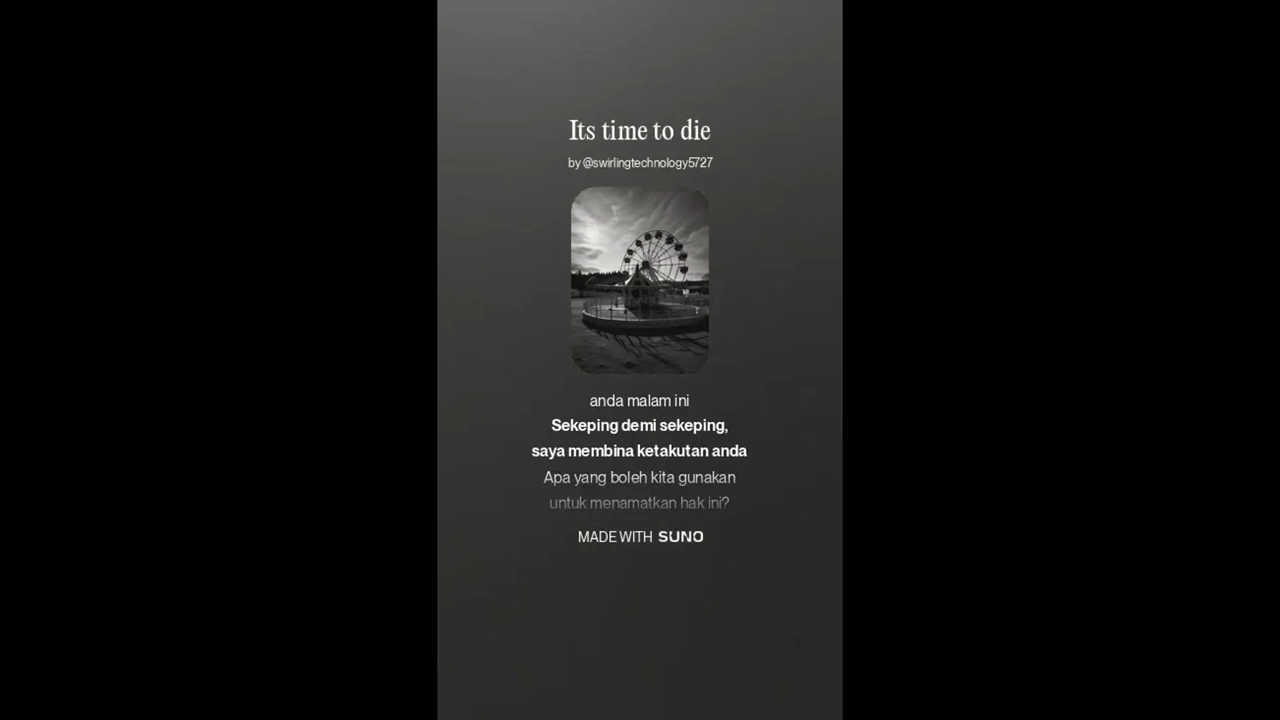 Its time to die
by @swirlingtechnology5727
anda malam ini
Sekeping demi sekeping,
saya membina ketakutan anda
Apa yang boleh kita gunakan
untuk menamatkan hak ini?
MADE WITH SUNO